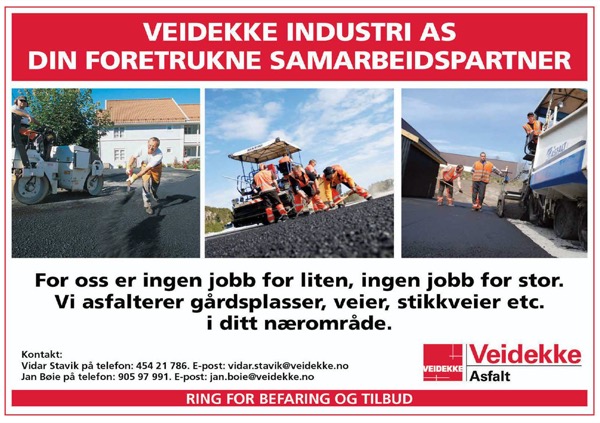 VEIDEKKE INDUSTRI AS
DIN FORETRUKNE SAMARBEIDSPARTNER
For oss er ingen jobb for liten, ingen jobb for stor.
Vi asfalterer gårdsplasser, veier, stikkveier etc.
i ditt nærområde.
Kontakt:
Vidar Stavik på telefon: 454 21 786. E-post: vidar.stavik@veidekke.no
Jan Bøie på telefon: 905 97 991. E-post: jan.boie@veidekke.no
VEIDEKKE
Veidekke
Asfalt
RING FOR BEFARING OG TILBUD